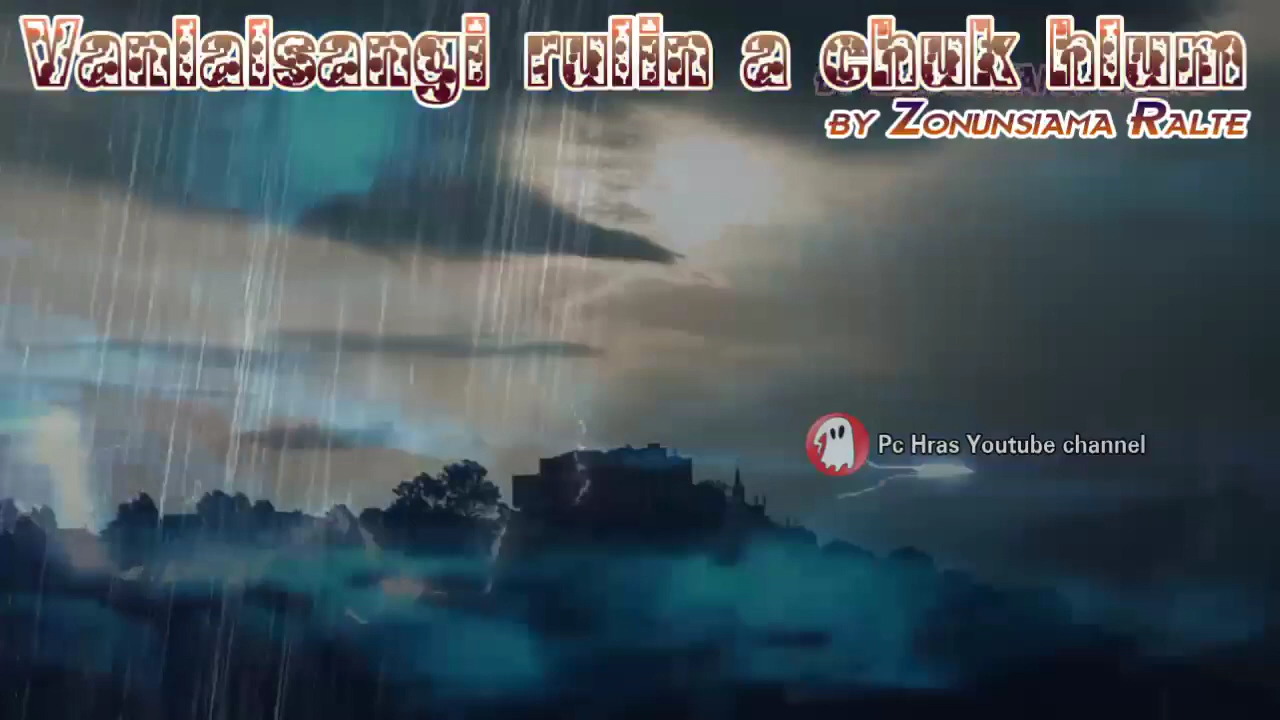 Vanlalsangi rulin a chuk hlum
by Zonunsiama Ralte
Pc Hras Youtube channel